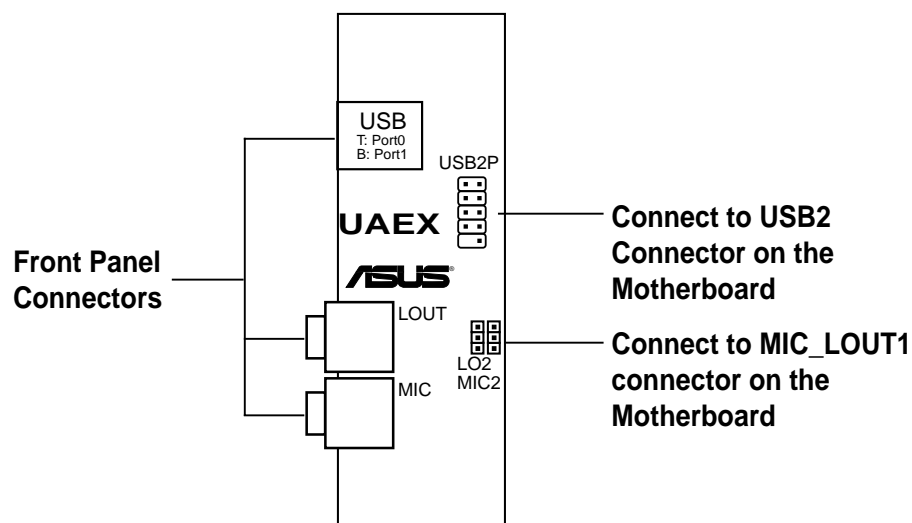 USB
T: Port0
B: Port1
USB2P
UAEX
Connect to USB2
Connector on the
Motherboard
Front Panel
Connectors
ASUS®
LOUT
LO2
MIC2
Connect to MIC_LOUT1
connector on the
Motherboard
MIC